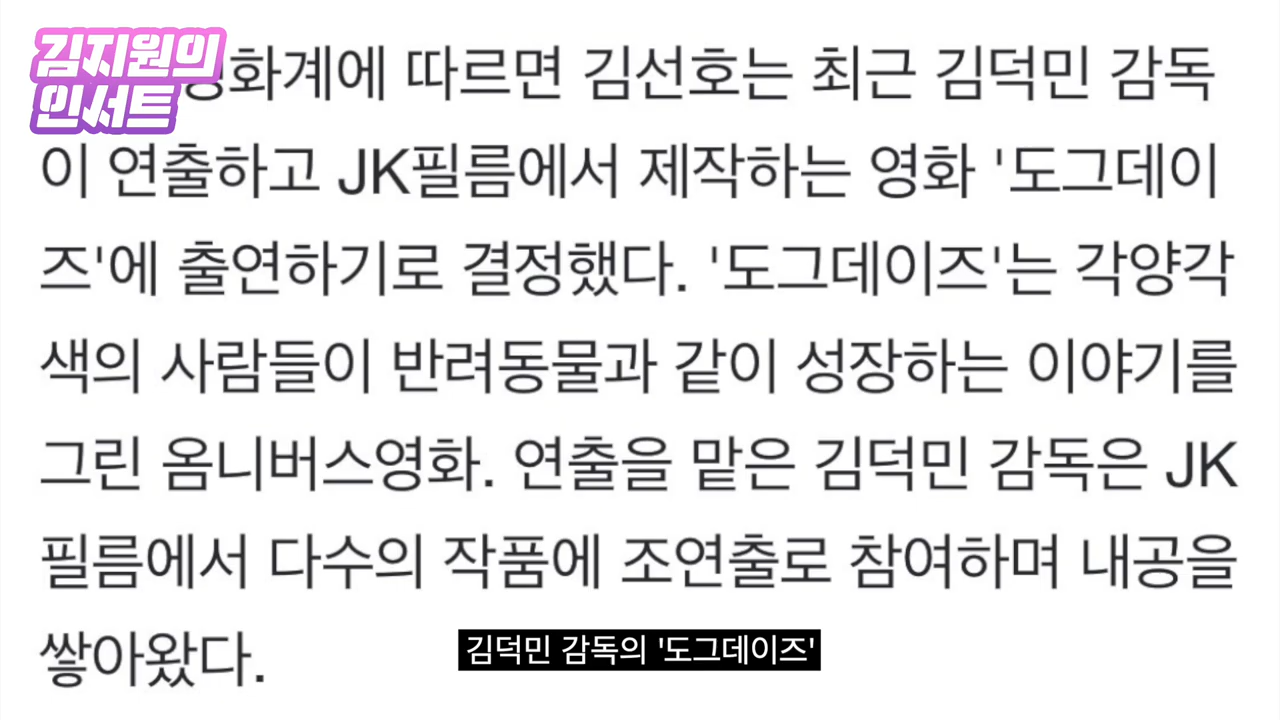 김지원의
인서트
영화계에 따르면 김선호는 최근 김덕민 감독
이 연출하고 JK필름에서 제작하는 영화 '도그데이
즈'에 출연하기로 결정했다. '도그데이즈'는 각양각
색의 사람들이 반려동물과 같이 성장하는 이야기를
그린 옴니버스영화. 연출을 맡은 김덕민 감독은 JK
필름에서 다수의 작품에 조연출로 참여하며 내공을
쌓아왔다.
김덕민 감독의 '도그데이즈'